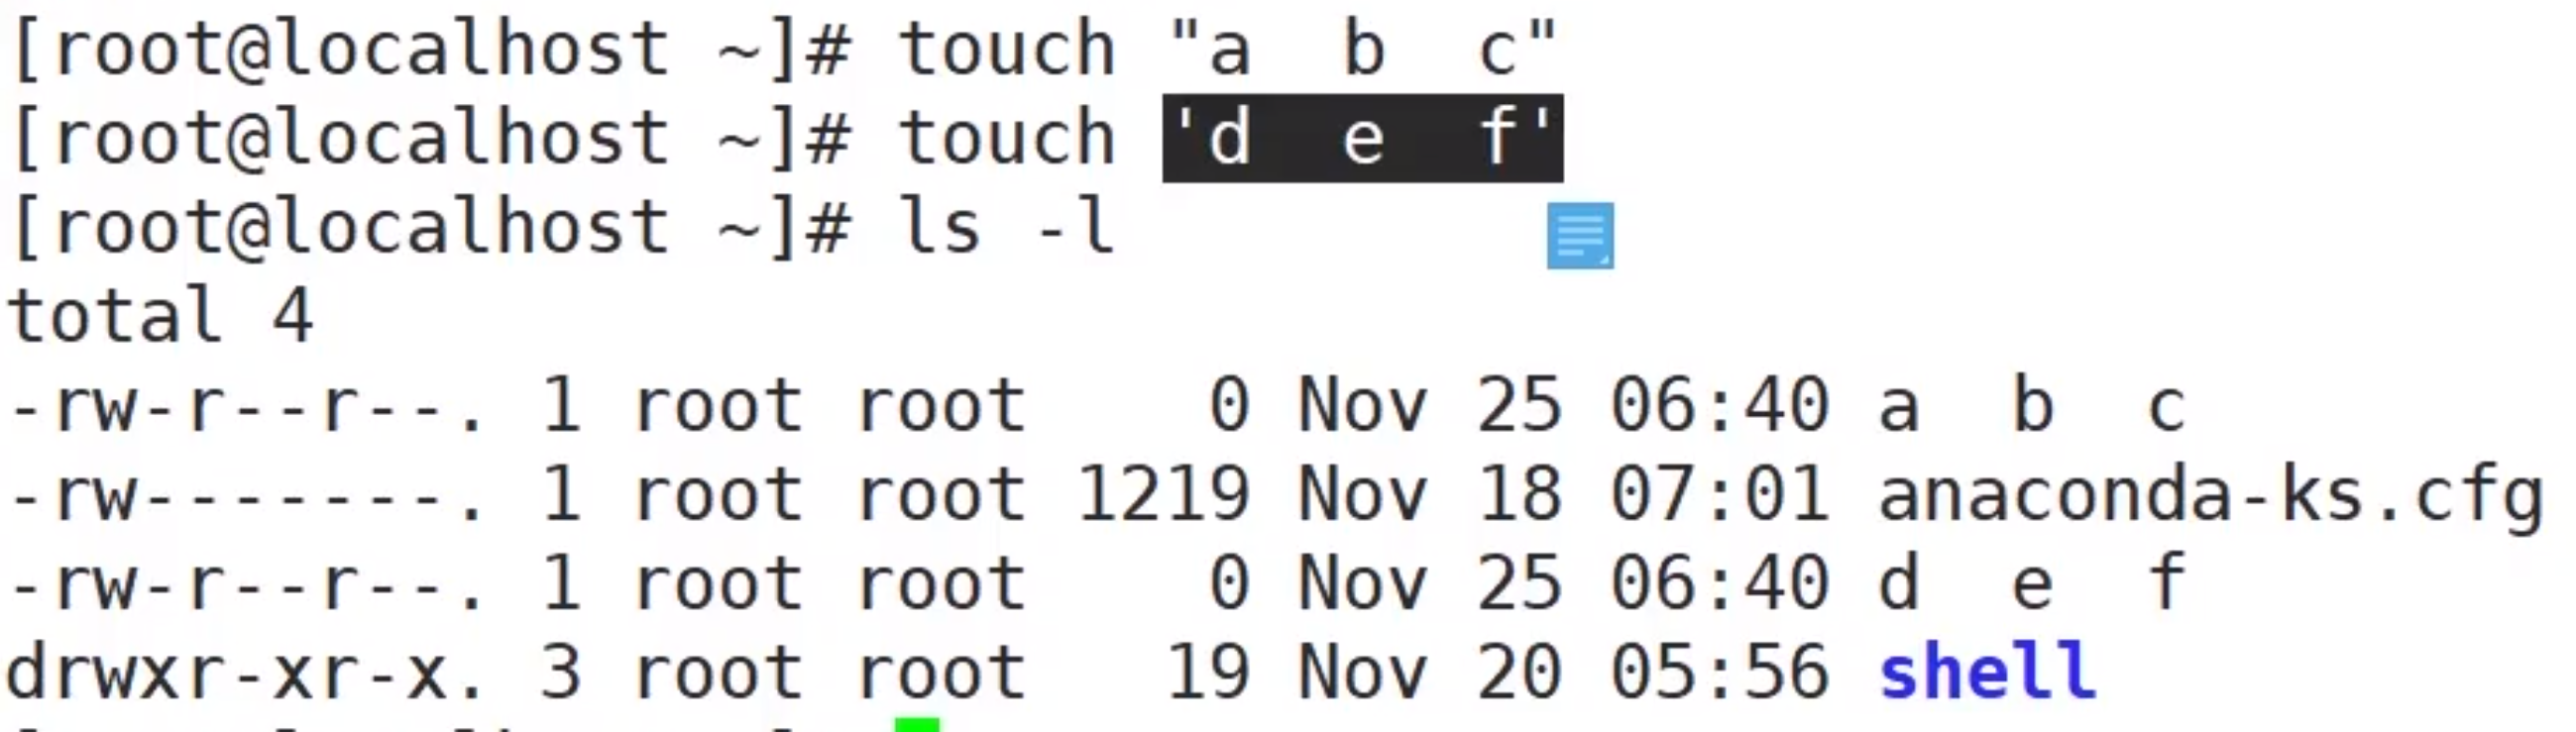 [root@localhost ~]# touch "a  b  c"
[root@localhost ~]# touch 'd  e  f'
[root@localhost ~]# ls -l
total 4
-rw-r--r--. 1 root root    0 Nov 25 06:40 a  b  c
-rw-------. 1 root root 1219 Nov 18 07:01 anaconda-ks.cfg
-rw-r--r--. 1 root root    0 Nov 25 06:40 d  e  f
drwxr-xr-x. 3 root root   19 Nov 20 05:56 shell